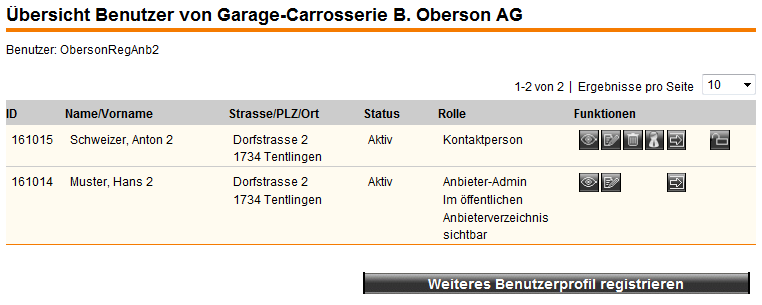 Übersicht Benutzer von Garage-Carrosserie B. Oberson AG
Benutzer: ObersonRegAnb2
1-2 von 2 | Ergebnisse pro Seite 10
ID Name/Vorname Strasse/PLZ/Ort Status Rolle Funktionen
161015 Schweizer, Anton 2 Dorfstrasse 2 Aktiv Kontaktperson
1734 Tentlingen
161014 Muster, Hans 2 Dorfstrasse 2 Aktiv Anbieter-Admin
1734 Tentlingen Im öffentlichen
Anbieterverzeichnis
sichtbar
Weiteres Benutzerprofil registrieren